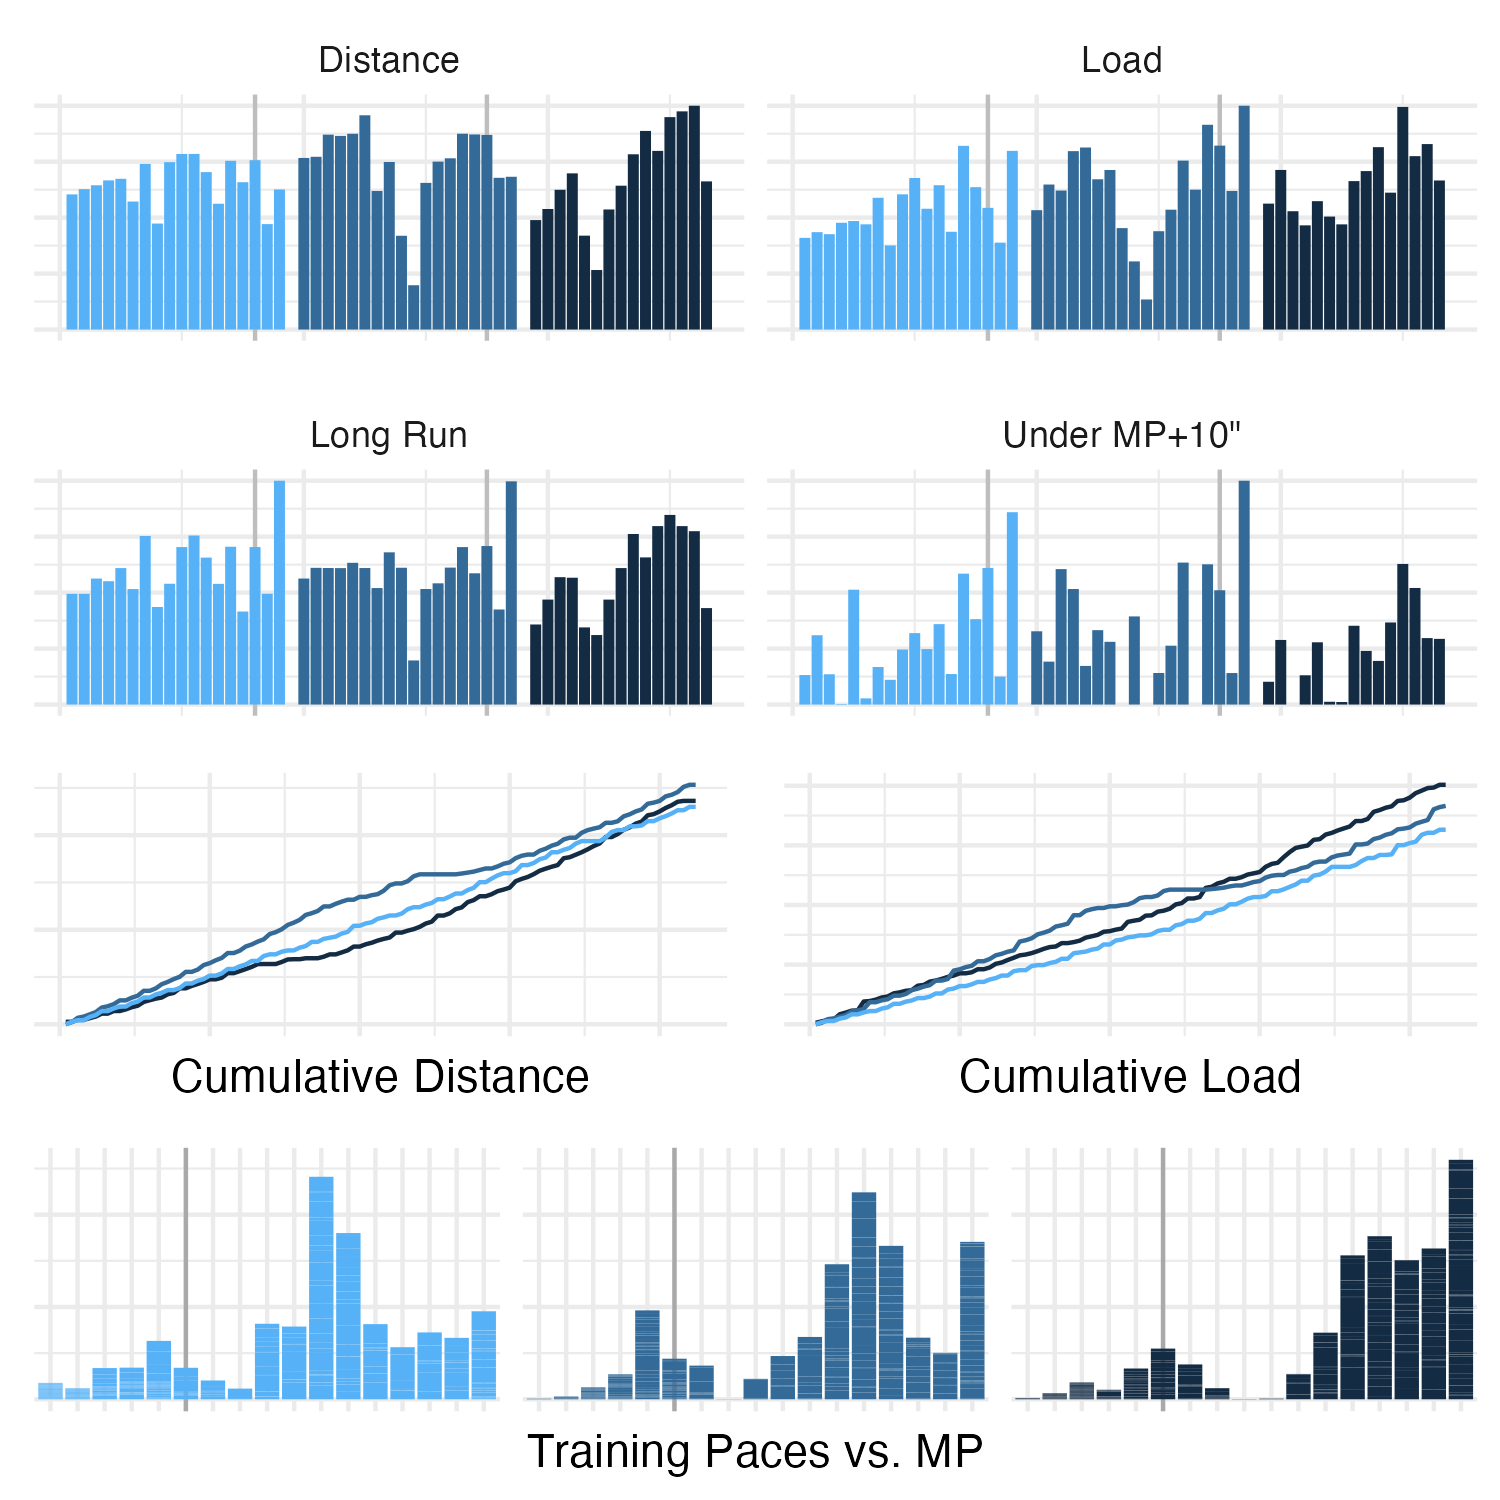 Distance
Load
Long Run
Under MP+10"
Cumulative Distance
Cumulative Load
Training Paces vs. MP